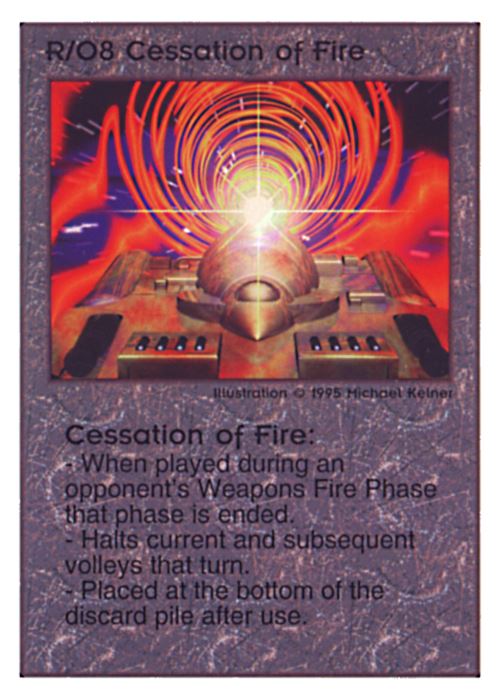 R/O8 Cessation of Fire
Illustration © 1995 Michael Kelner
Cessation of Fire:
- When played during an
opponent's Weapons Fire Phase
that phase is ended.
- Halts current and subsequent
volleys that turn.
- Placed at the bottom of the
discard pile after use.